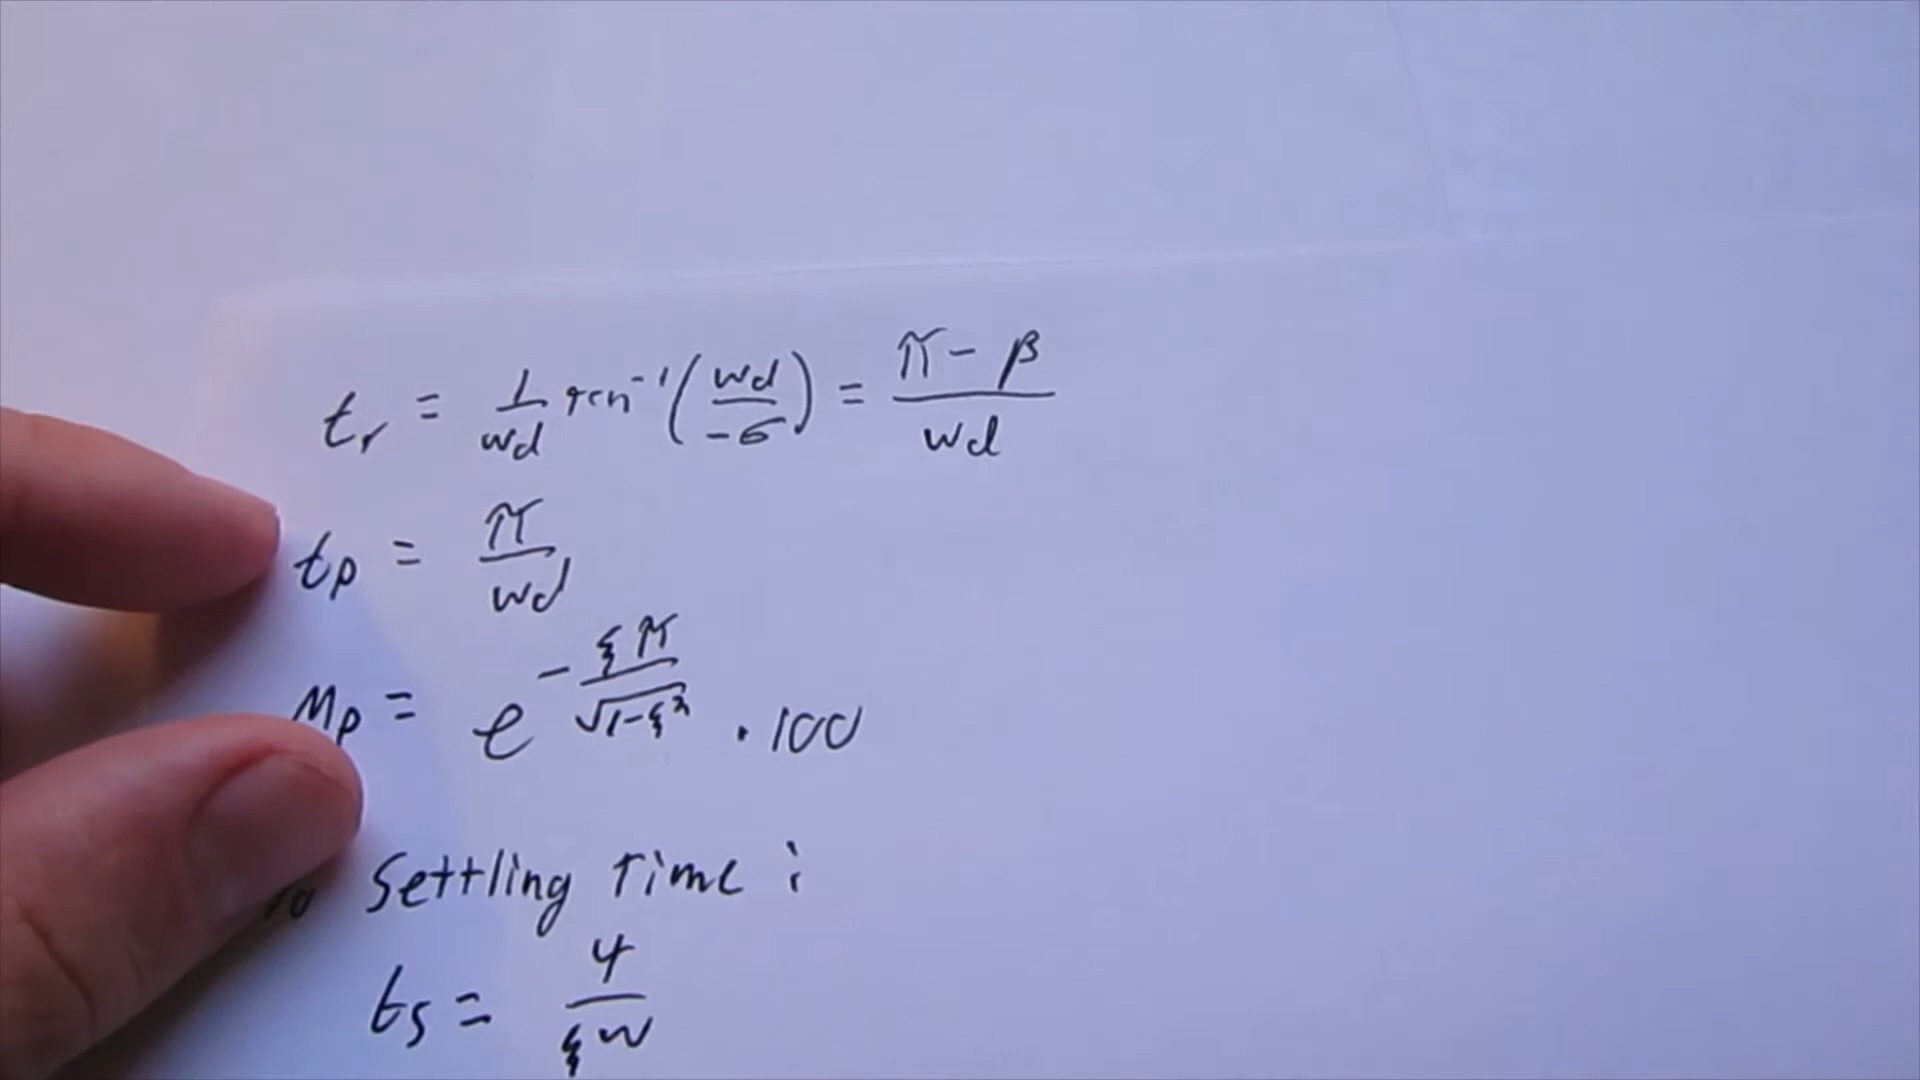 tr = 1/wd tan⁻¹(wd/-σ) = π - β/wd
tp = π/wd
Mp = e^(-ξπ/√1-ξ²) · 100
Settling Time :
ts = 4/ξw